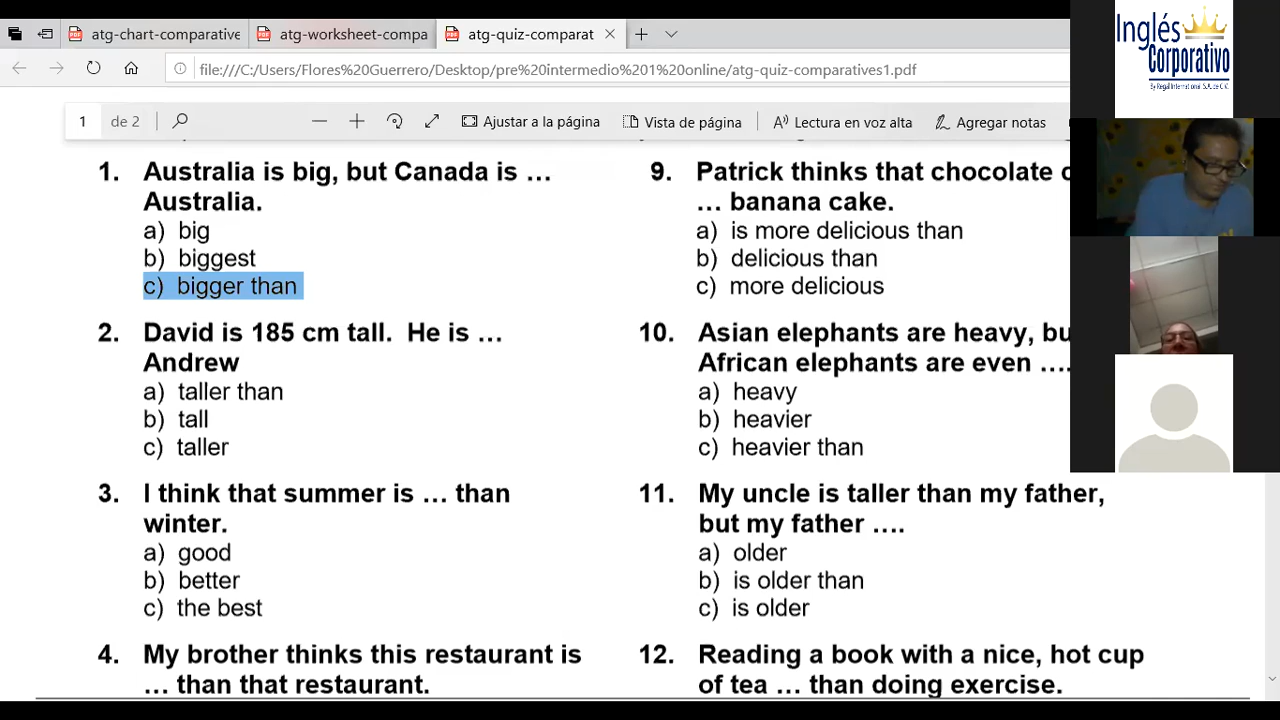 atg-chart-comparative
atg-worksheet-compa
atg-quiz-comparat
file:///C:/Users/Flores%20Guerrero/Desktop/pre%20intermedio%201%20online/atg-quiz-comparatives1.pdf
1 de 2
Ajustar a la página
Vista de página
Lectura en voz alta
Agregar notas
1. Australia is big, but Canada is …
Australia.
a) big
b) biggest
c) bigger than
2. David is 185 cm tall. He is …
Andrew
a) taller than
b) tall
c) taller
3. I think that summer is … than
winter.
a) good
b) better
c) the best
4. My brother thinks this restaurant is
… than that restaurant.
9. Patrick thinks that chocolate c
… banana cake.
a) is more delicious than
b) delicious than
c) more delicious
10. Asian elephants are heavy, bu
African elephants are even ….
a) heavy
b) heavier
c) heavier than
11. My uncle is taller than my father,
but my father ….
a) older
b) is older than
c) is older
12. Reading a book with a nice, hot cup
of tea … than doing exercise.
Inglés
Corporativo
By Regal International S.A. de C.V.